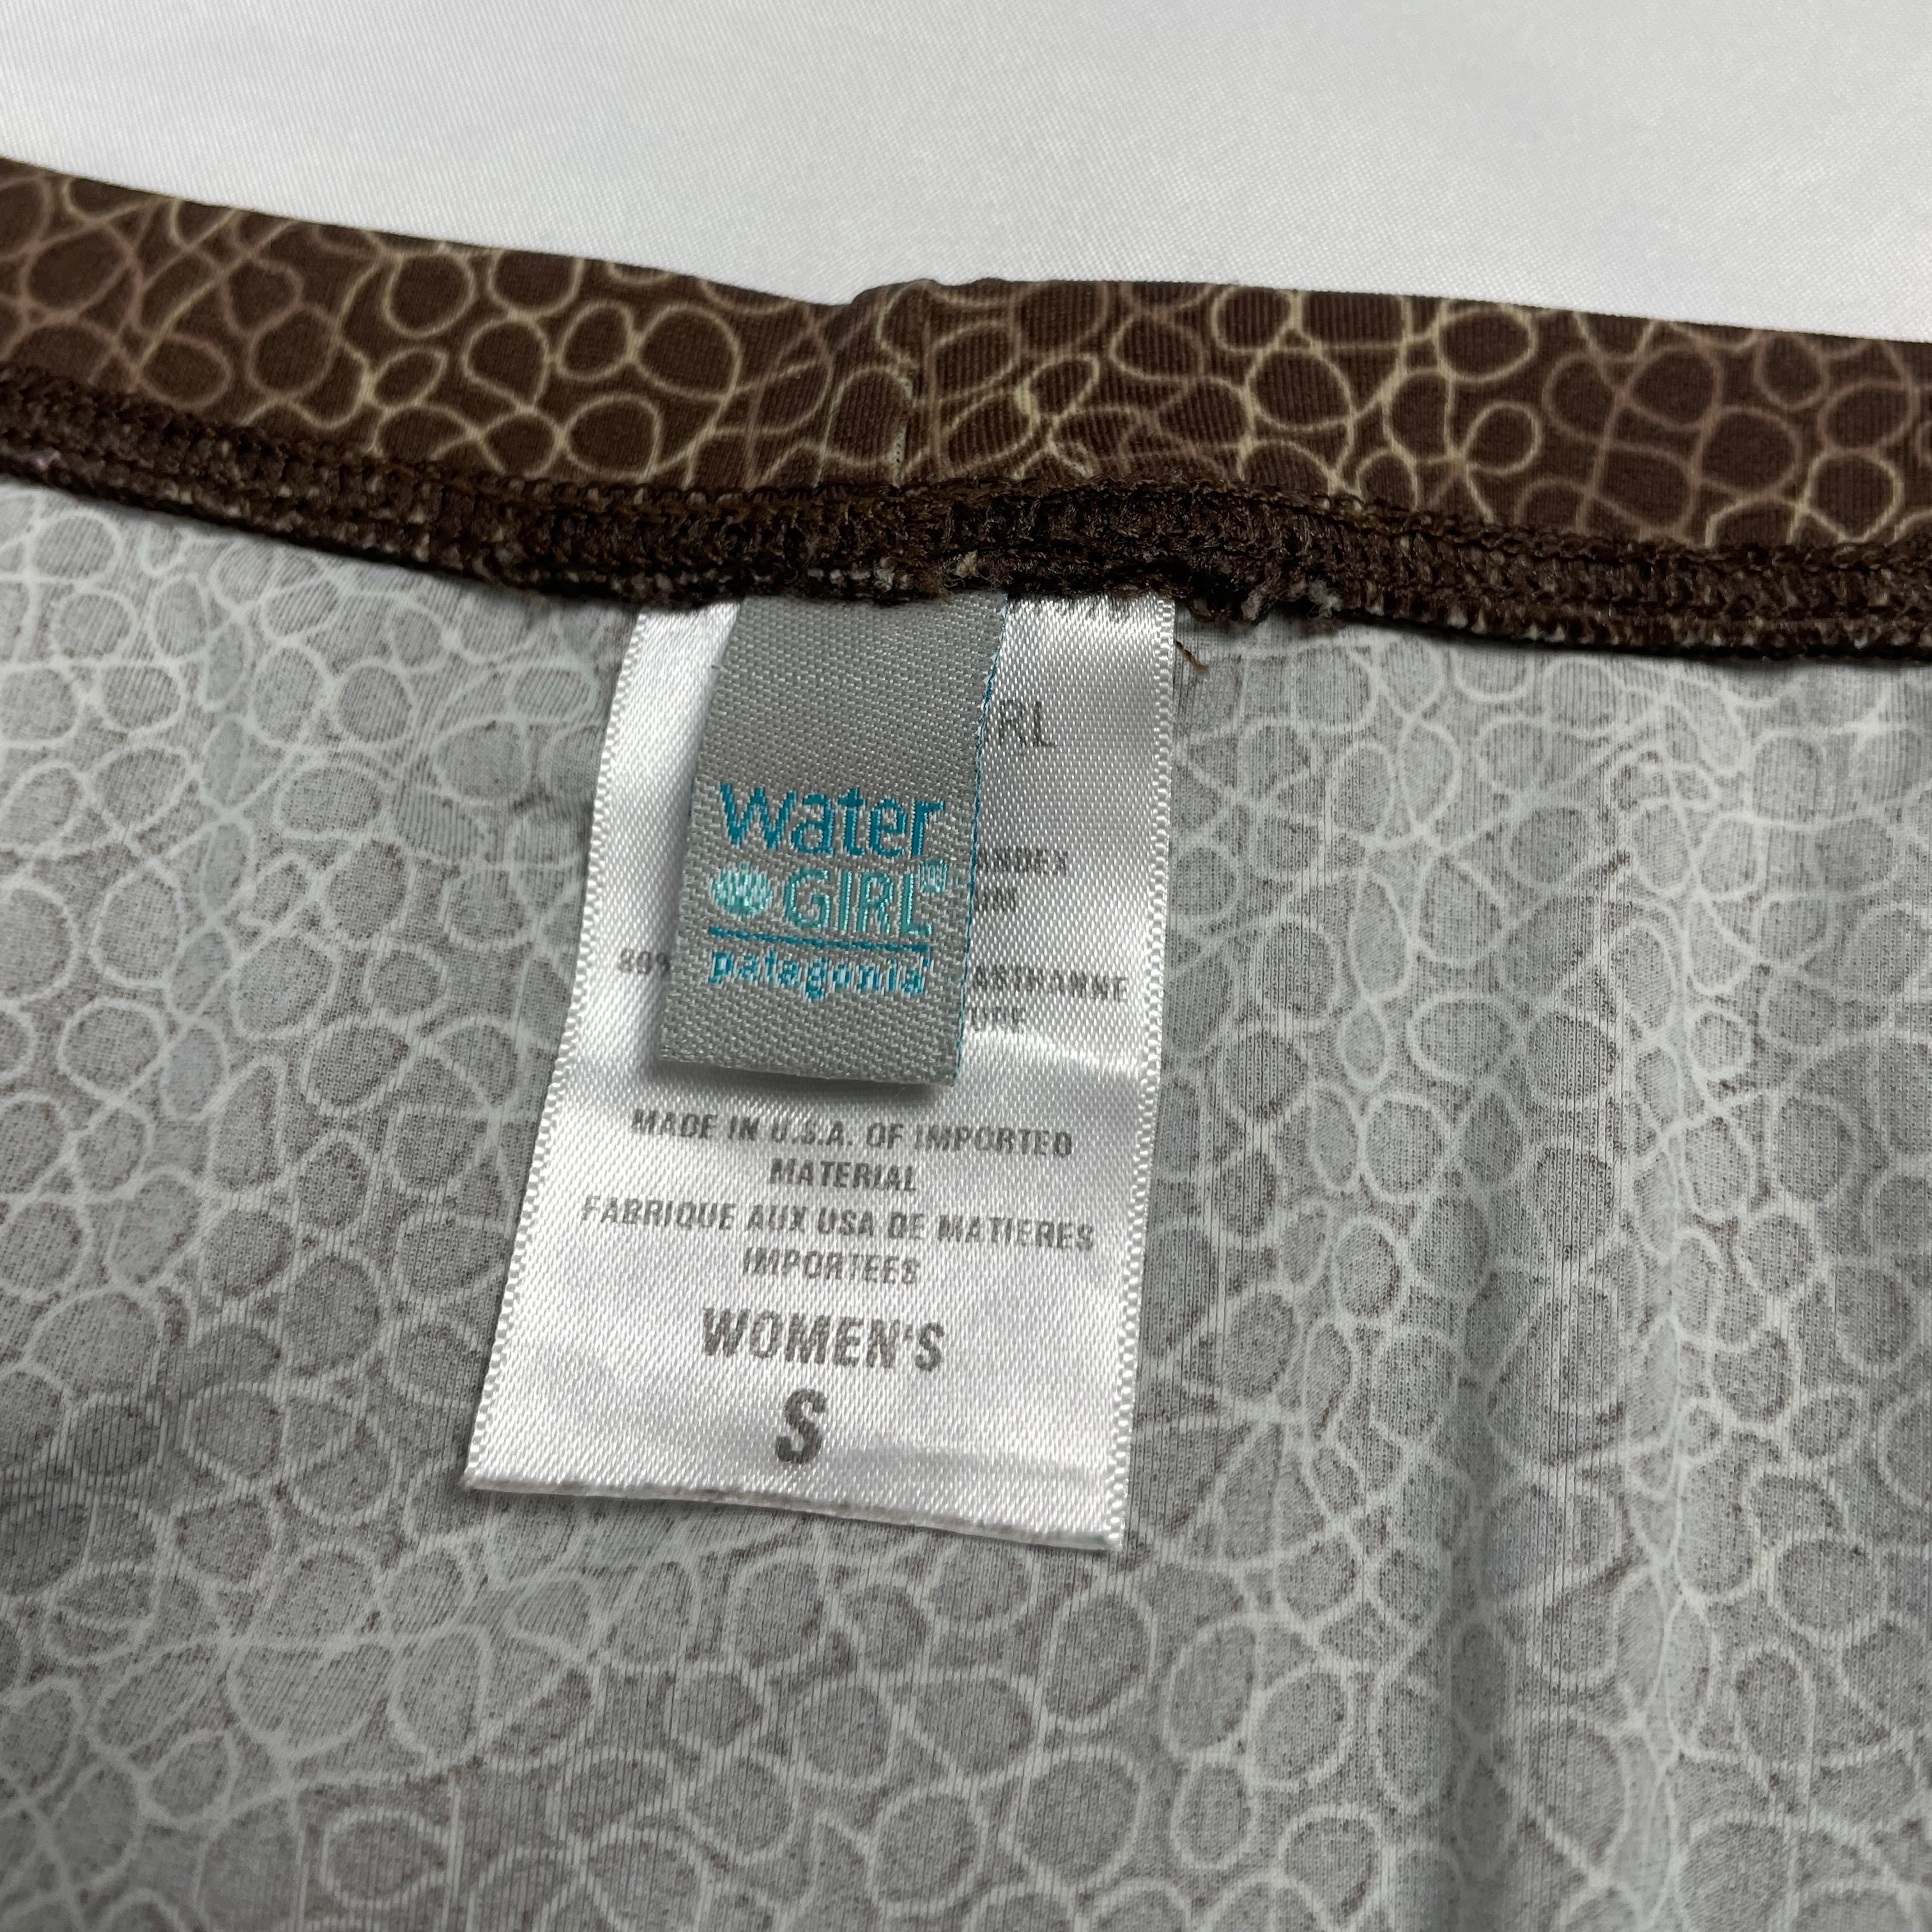 Water
GIRL
patagonia
MADE IN U.S.A. OF IMPORTED
MATERIAL
FABRIQUE AUX USA DE MATIERES
IMPORTEES
WOMEN'S
S